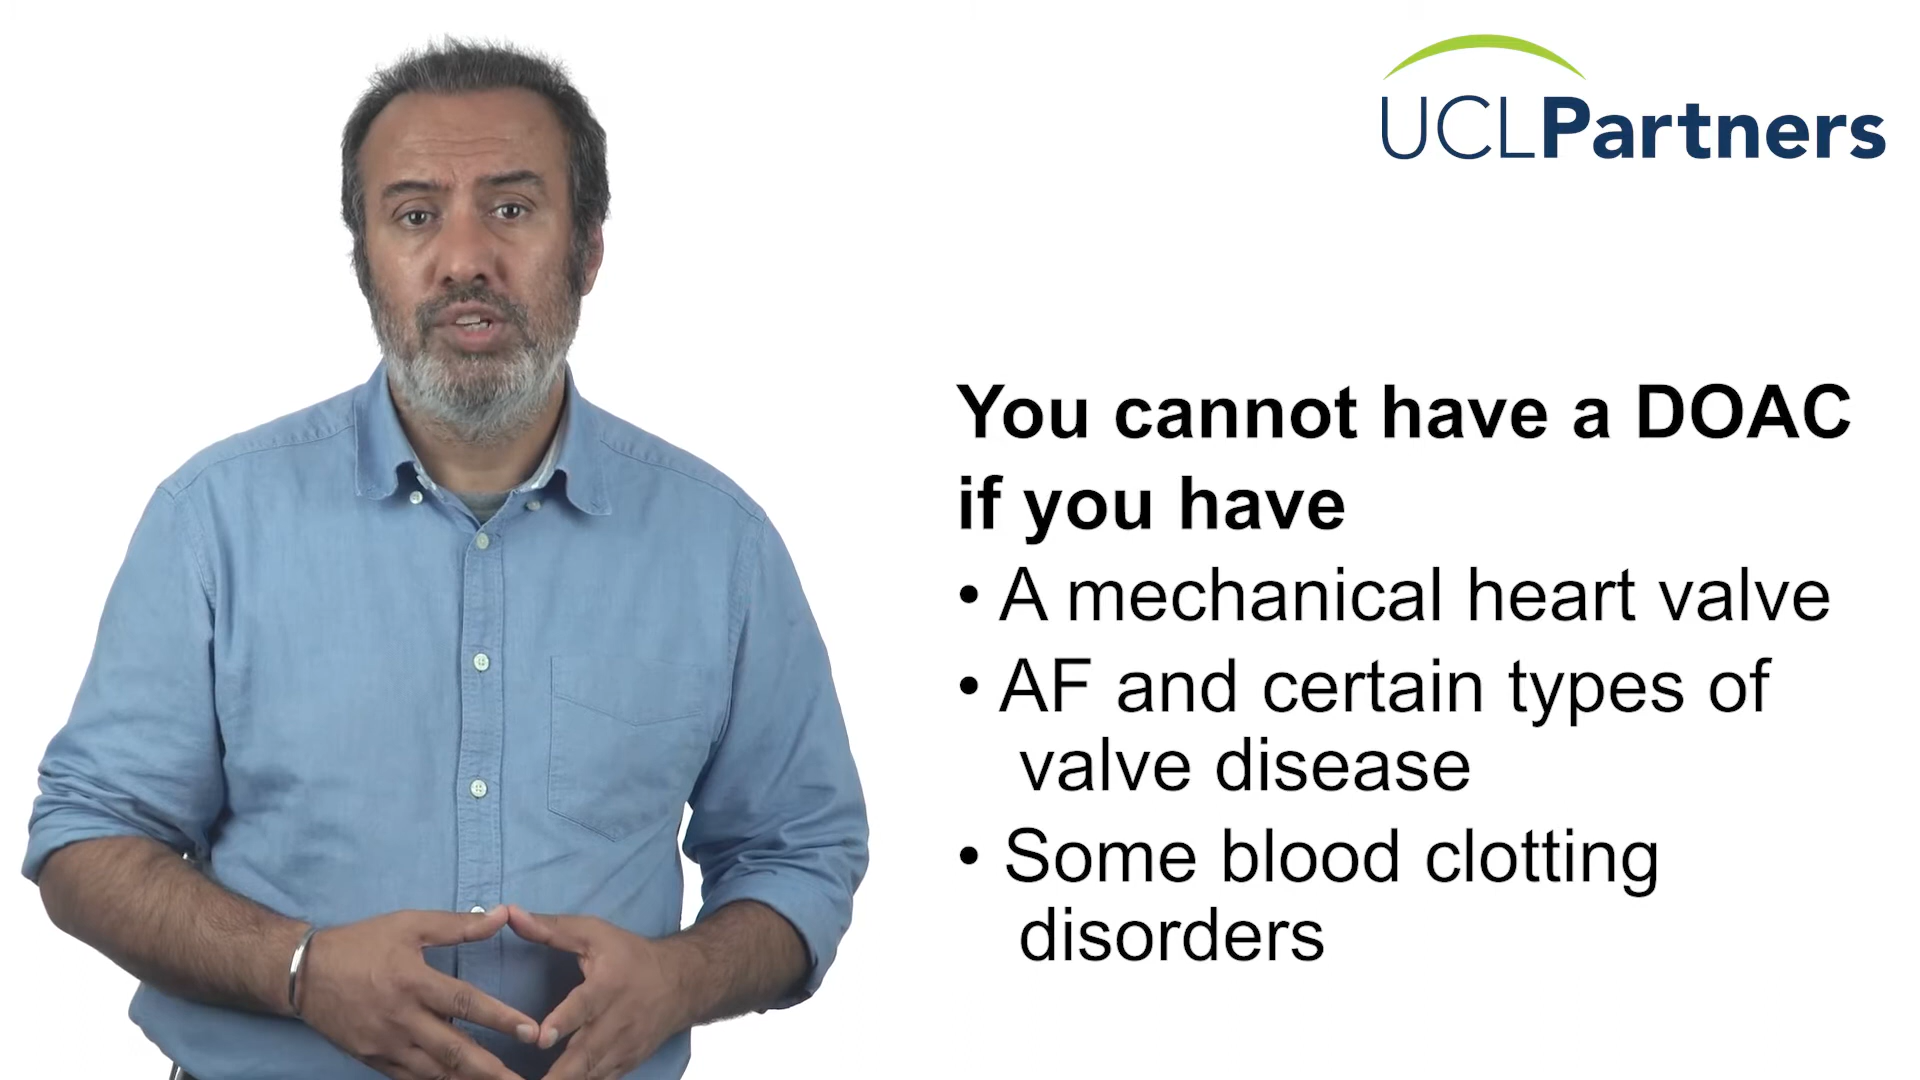 UCLPartners
You cannot have a DOAC
if you have
• A mechanical heart valve
• AF and certain types of
valve disease
• Some blood clotting
disorders